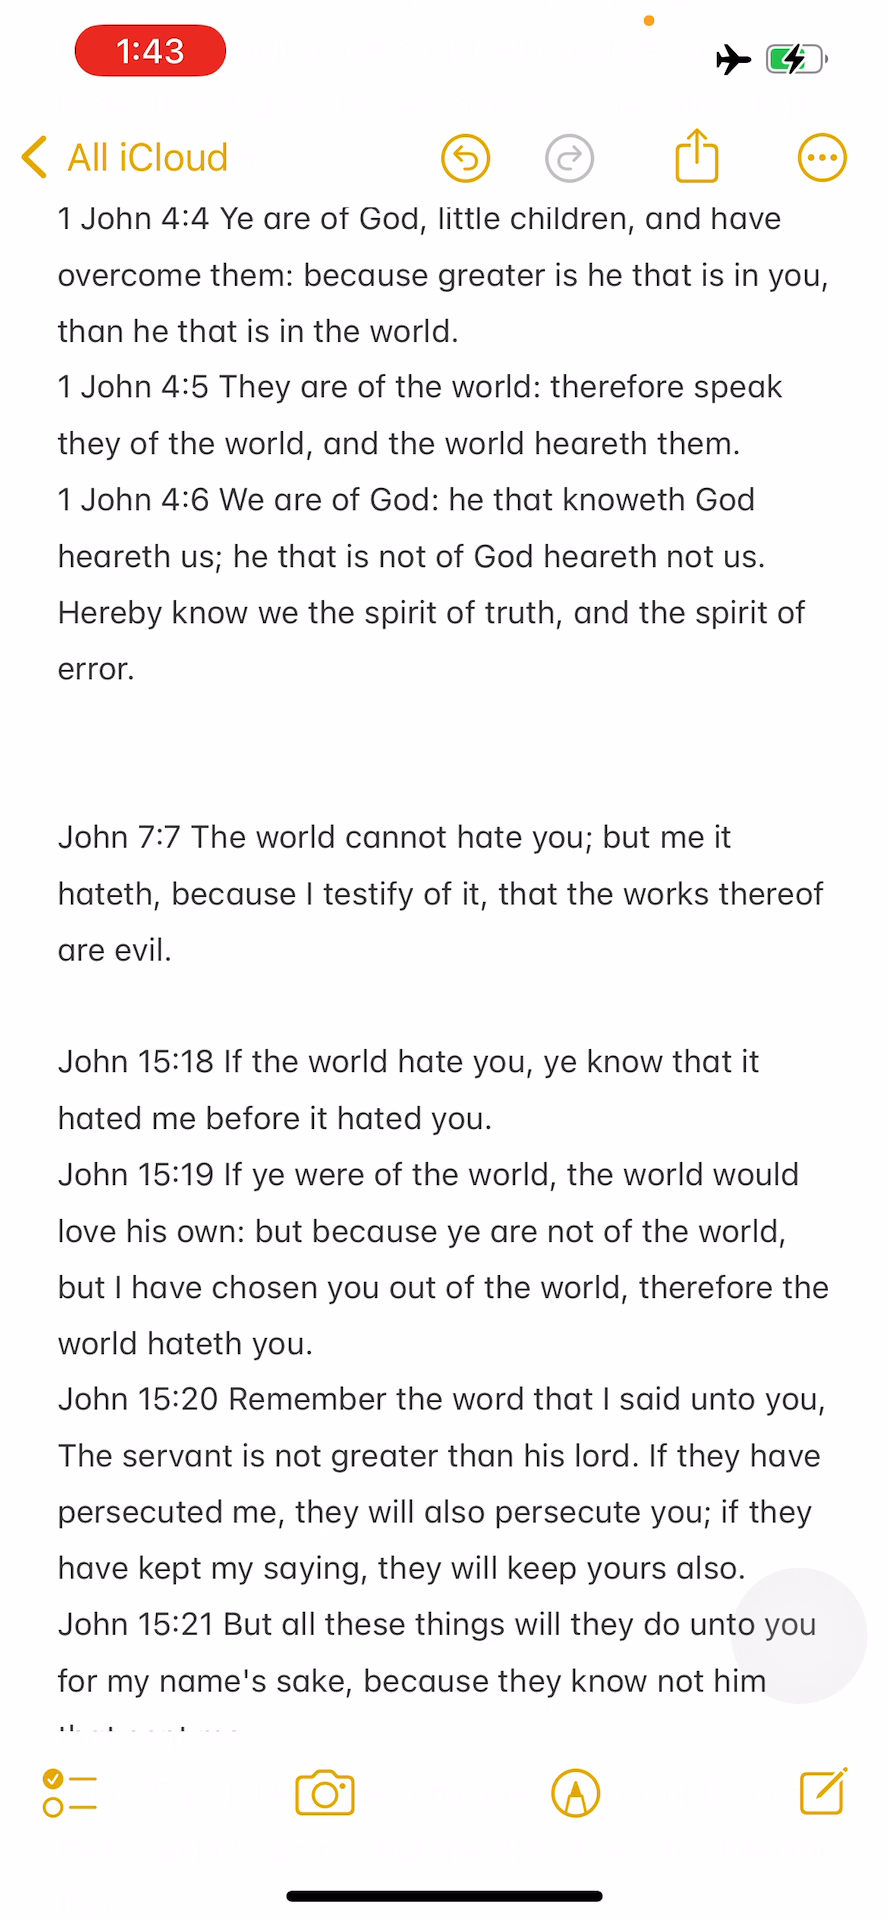 1:43
All iCloud
1 John 4:4 Ye are of God, little children, and have
overcome them: because greater is he that is in you,
than he that is in the world.
1 John 4:5 They are of the world: therefore speak
they of the world, and the world heareth them.
1 John 4:6 We are of God: he that knoweth God
heareth us; he that is not of God heareth not us.
Hereby know we the spirit of truth, and the spirit of
error.
John 7:7 The world cannot hate you; but me it
hateth, because I testify of it, that the works thereof
are evil.
John 15:18 If the world hate you, ye know that it
hated me before it hated you.
John 15:19 If ye were of the world, the world would
love his own: but because ye are not of the world,
but I have chosen you out of the world, therefore the
world hateth you.
John 15:20 Remember the word that I said unto you,
The servant is not greater than his lord. If they have
persecuted me, they will also persecute you; if they
have kept my saying, they will keep yours also.
John 15:21 But all these things will they do unto you
for my name's sake, because they know not him